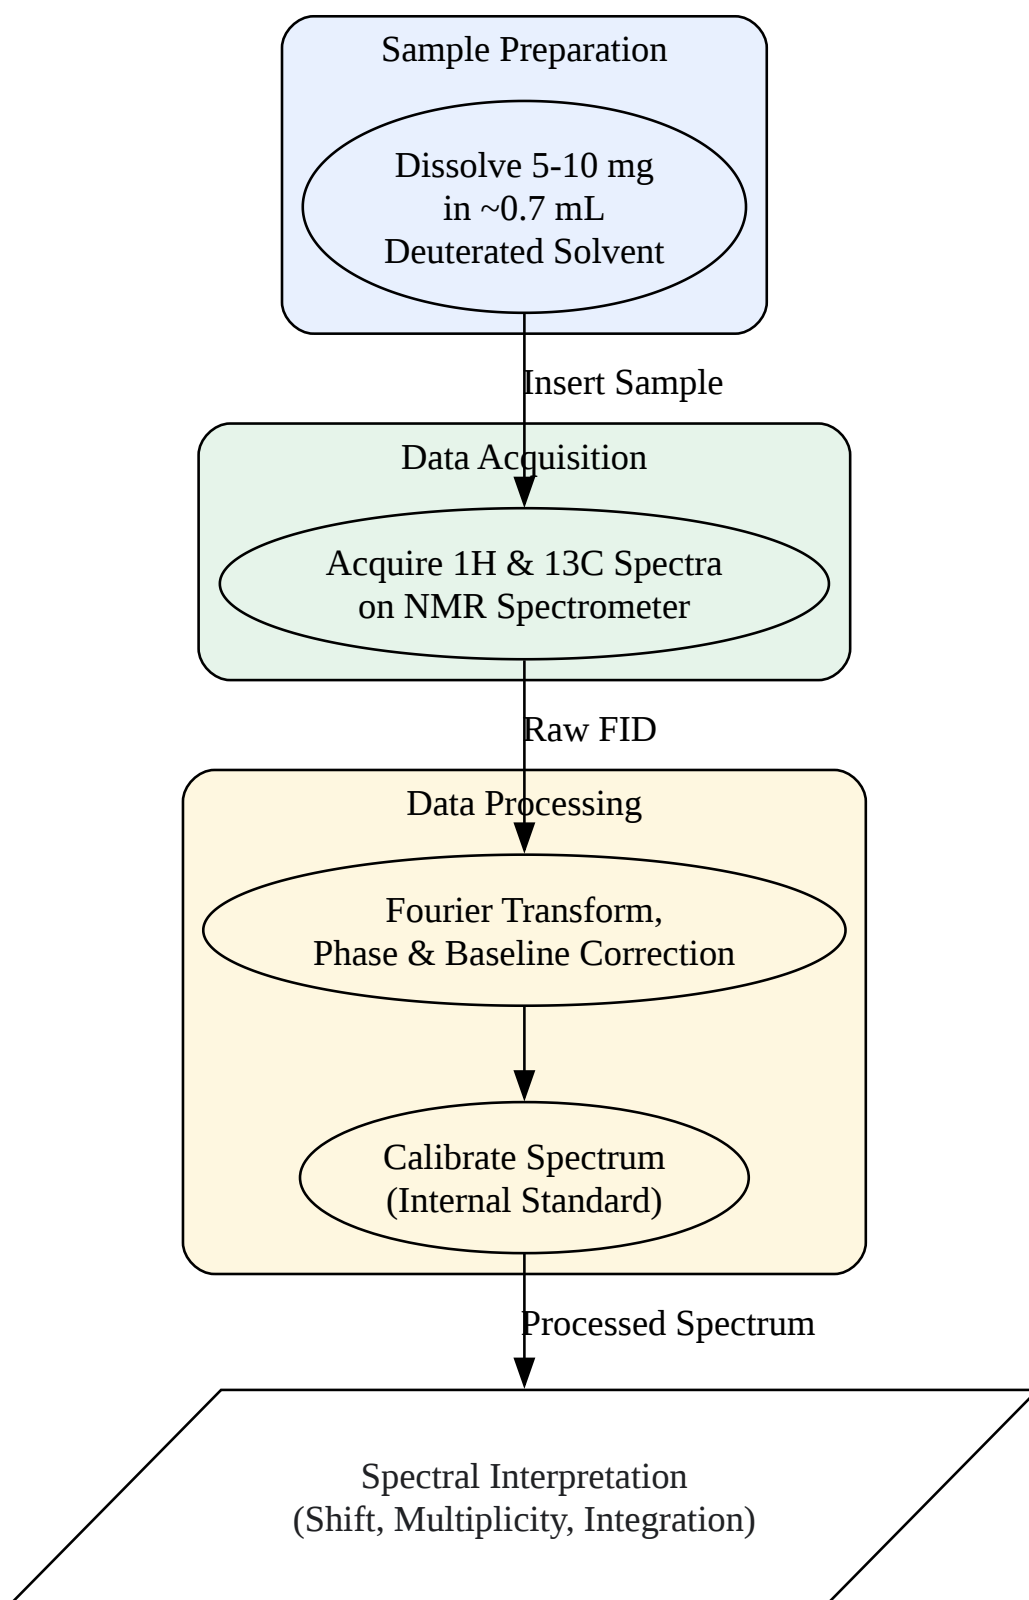 Sample Preparation
Dissolve 5-10 mg
in ~0.7 mL
Deuterated Solvent
Insert Sample
Data Acquisition
Acquire 1H & 13C Spectra
on NMR Spectrometer
Raw FID
Data Processing
Fourier Transform,
Phase & Baseline Correction
Calibrate Spectrum
(Internal Standard)
Processed Spectrum
Spectral Interpretation
(Shift, Multiplicity, Integration)